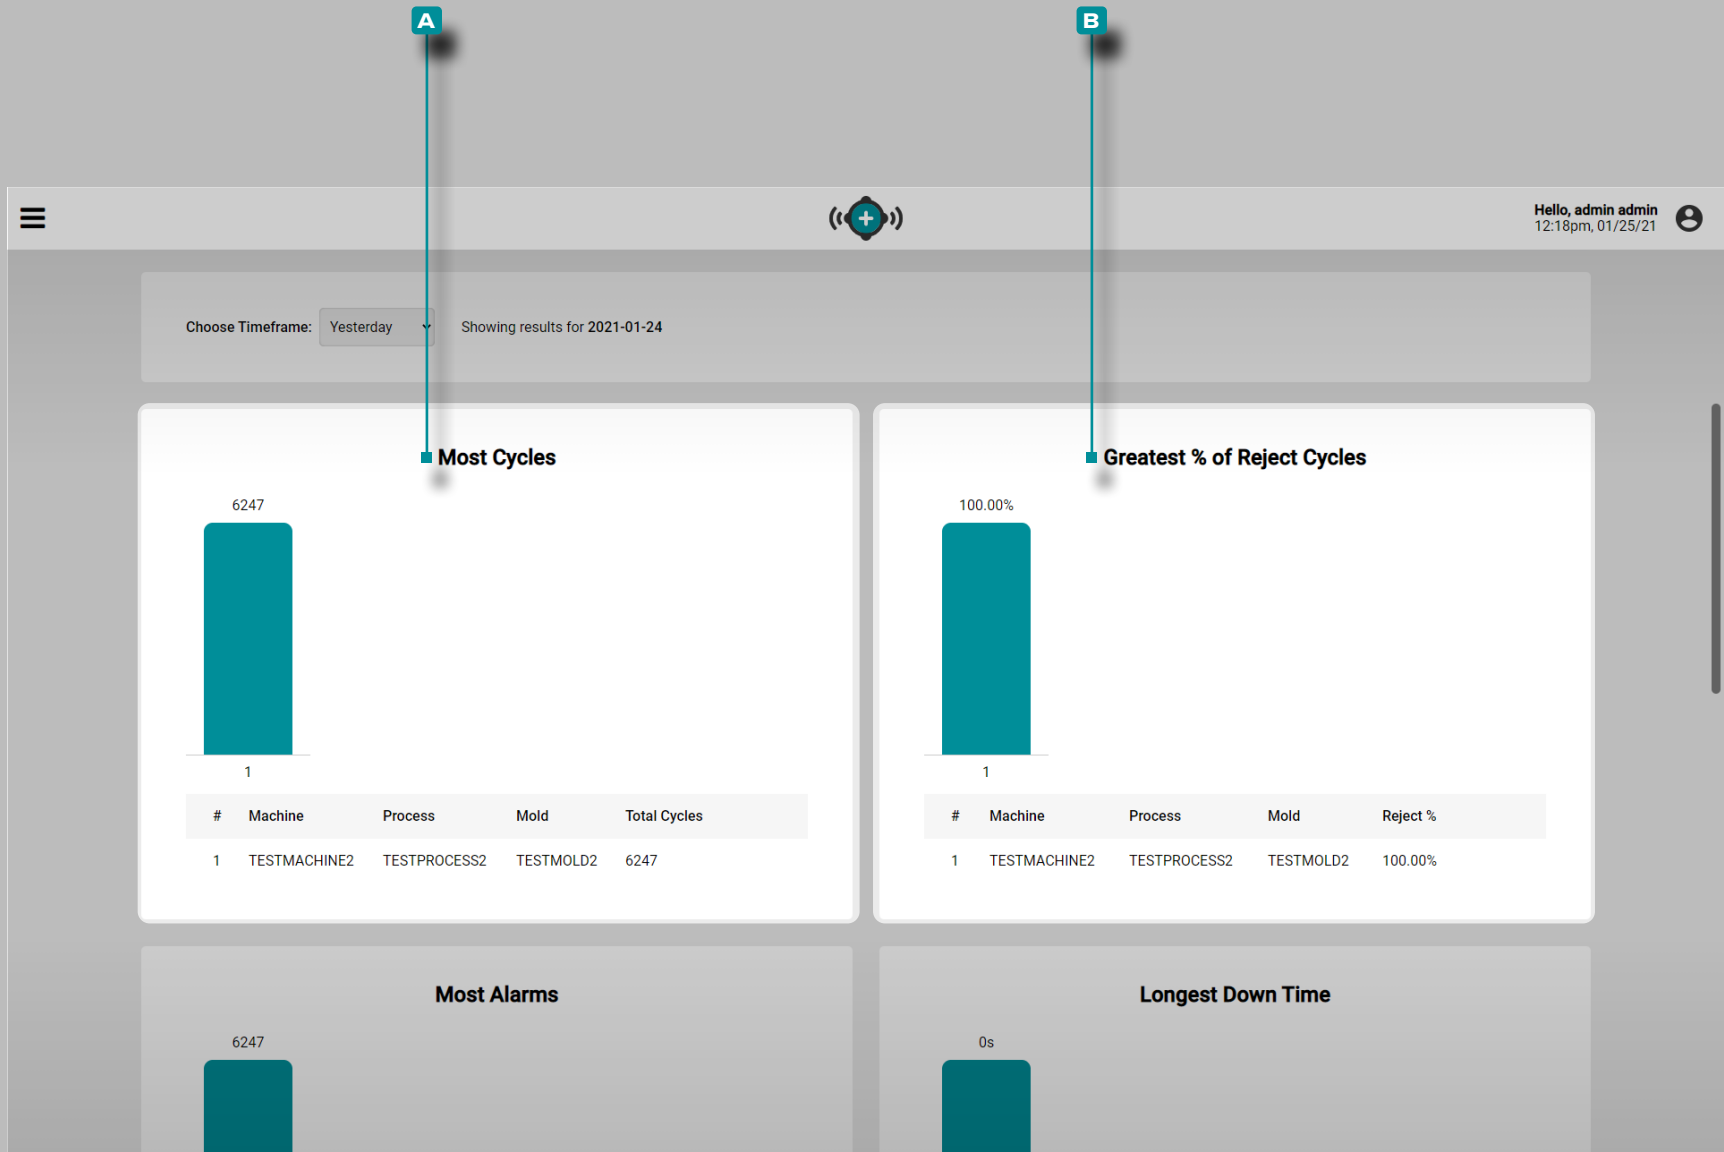 A
B
Hello, admin admin
12:18pm, 01/25/21
Choose Timeframe: Yesterday Showing results for 2021-01-24
Most Cycles
6247
1
# Machine Process Mold Total Cycles
1 TESTMACHINE2 TESTPROCESS2 TESTMOLD2 6247
Greatest % of Reject Cycles
100.00%
1
# Machine Process Mold Reject %
1 TESTMACHINE2 TESTPROCESS2 TESTMOLD2 100.00%
Most Alarms
6247
Longest Down Time
0s